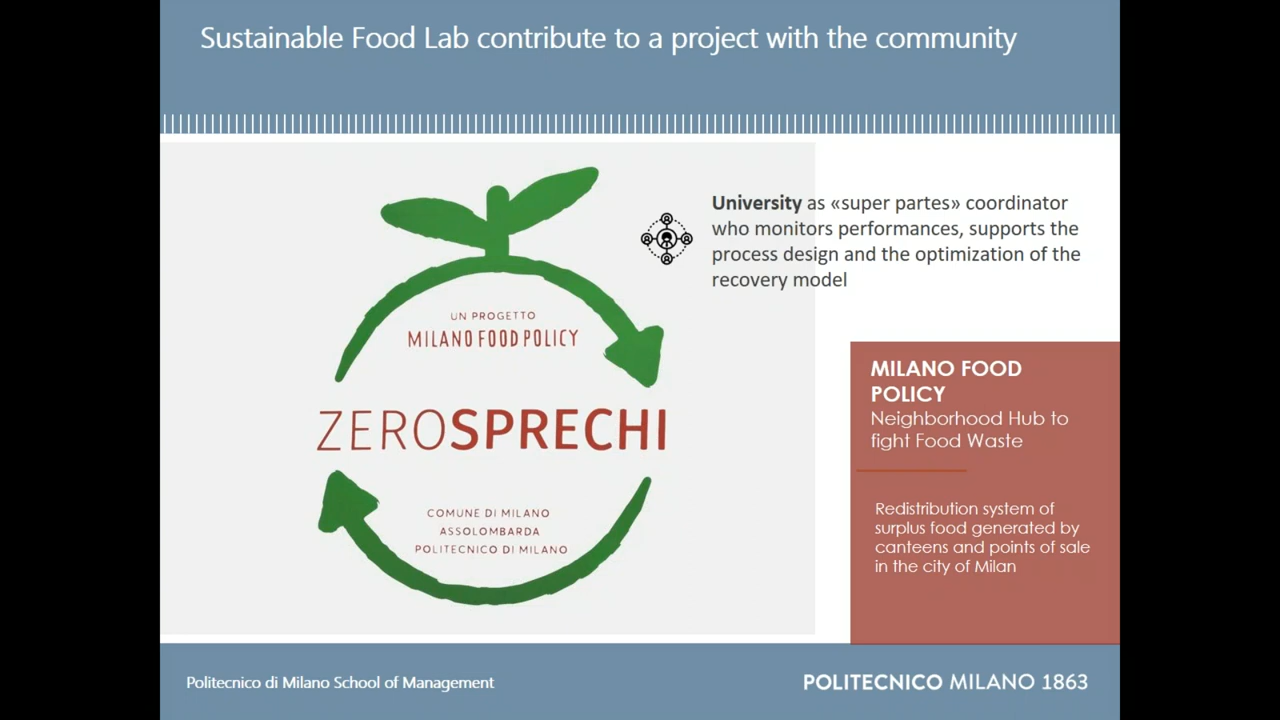 Sustainable Food Lab contribute to a project with the community
University as «super partes» coordinator
who monitors performances, supports the
process design and the optimization of the
recovery model
UN PROGETTO
MILANO FOOD POLICY
ZEROSPRECHI
COMUNE DI MILANO
ASSOLOMBARDA
POLITECNICO DI MILANO
MILANO FOOD
POLICY
Neighborhood Hub to
fight Food Waste
Redistribution system of
surplus food generated by
canteens and points of sale
in the city of Milan
Politecnico di Milano School of Management
POLITECNICO MILANO 1863